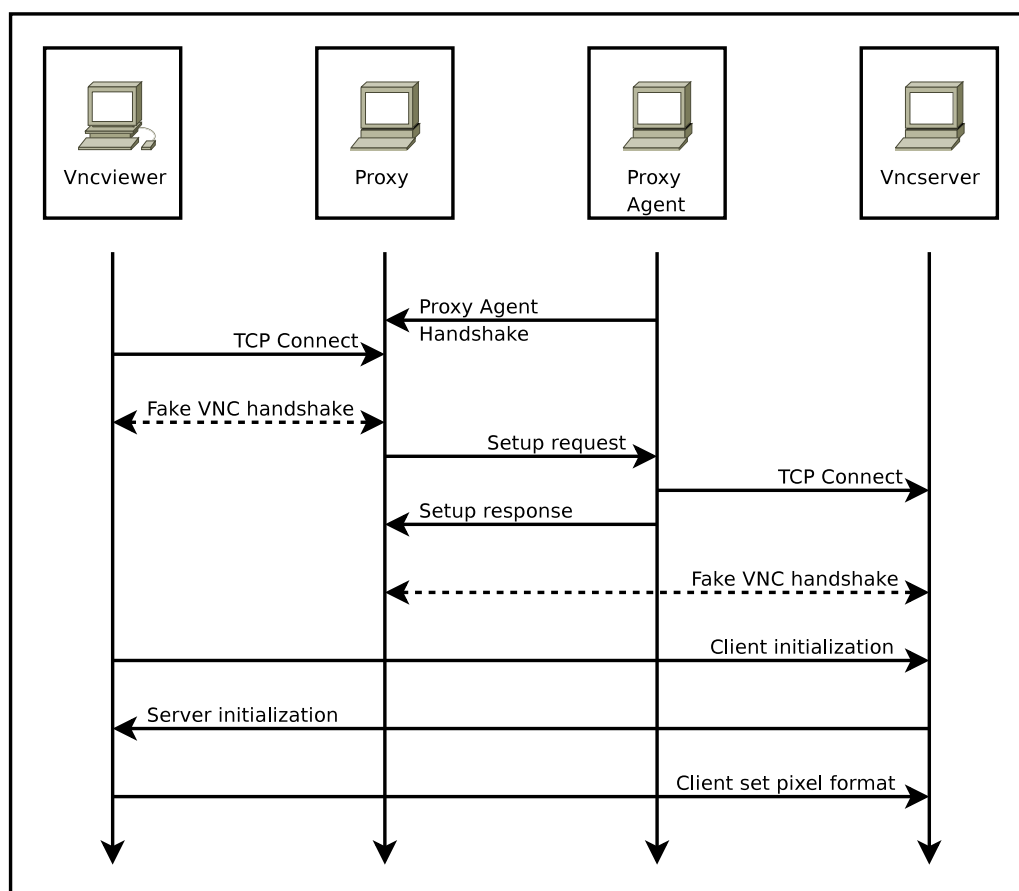 Vncviewer
Proxy
Proxy
Agent
Vncserver
Proxy Agent
Handshake
TCP Connect
Fake VNC handshake
Setup request
TCP Connect
Setup response
Fake VNC handshake
Client initialization
Server initialization
Client set pixel format